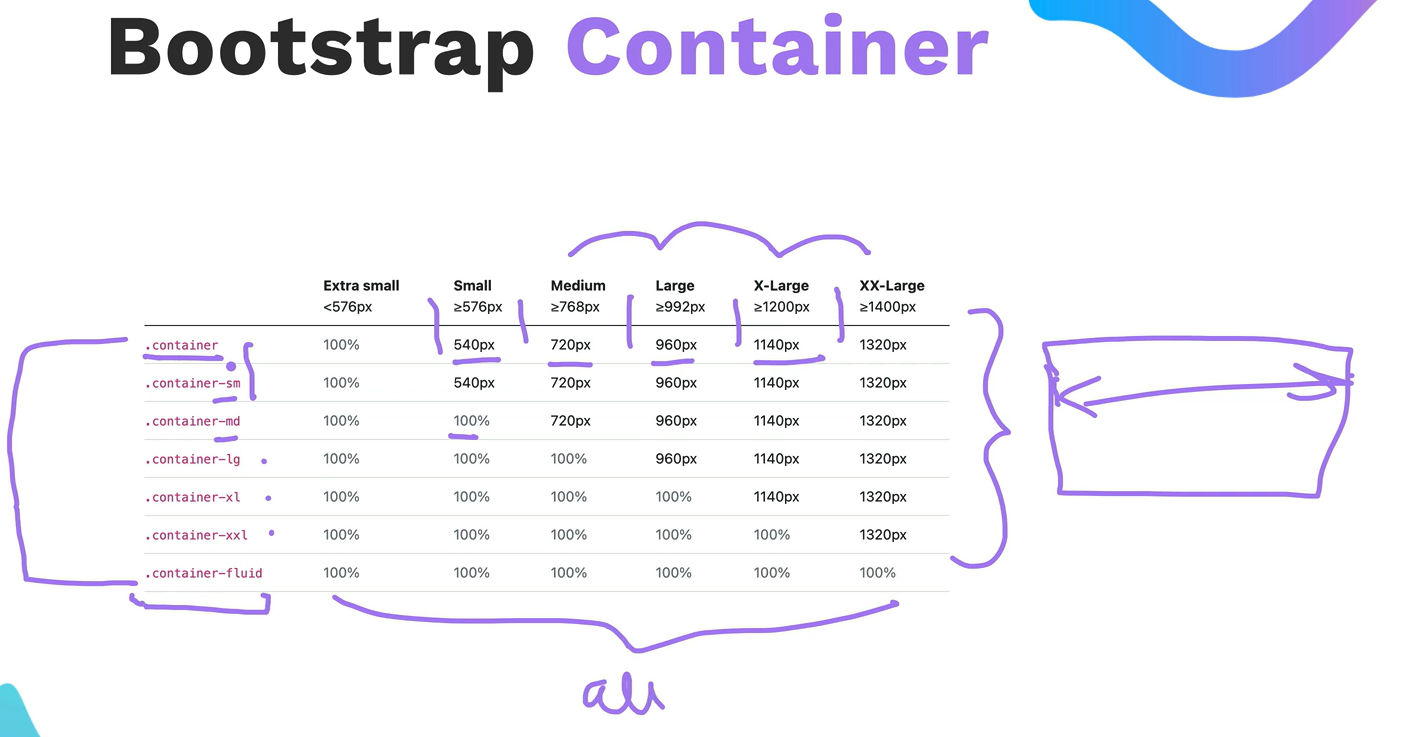 Bootstrap Container
Extra small Small Medium Large X-Large XX-Large
<576px ≥576px ≥768px ≥992px ≥1200px ≥1400px
.container 100% 540px 720px 960px 1140px 1320px
.container-sm 100% 540px 720px 960px 1140px 1320px
.container-md 100% 100% 720px 960px 1140px 1320px
.container-lg 100% 100% 100% 960px 1140px 1320px
.container-xl 100% 100% 100% 100% 1140px 1320px
.container-xxl 100% 100% 100% 100% 100% 1320px
.container-fluid 100% 100% 100% 100% 100% 100%